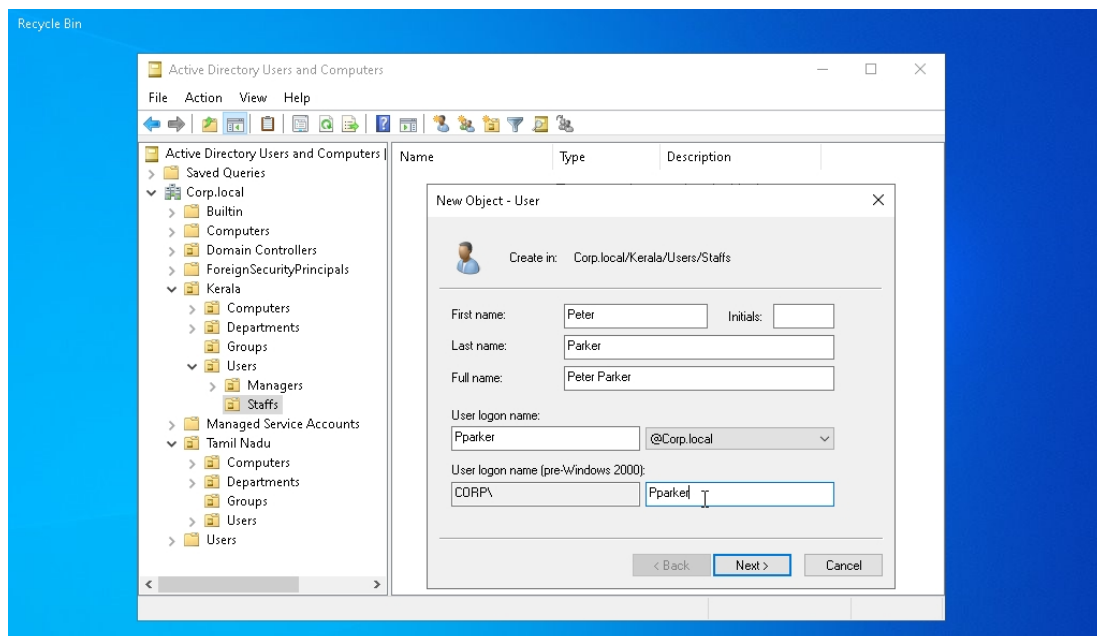 Recycle Bin
Active Directory Users and Computers
File Action View Help
Active Directory Users and Computers [
Name Type Description
Saved Queries
Corp.local
Builtin
Computers
Domain Controllers
ForeignSecurityPrincipals
Kerala
Computers
Departments
Groups
Users
Managers
Staffs
Managed Service Accounts
Tamil Nadu
Computers
Departments
Groups
Users
Users
New Object - User
Create in: Corp.local/Kerala/Users/Staffs
First name: Peter Initials:
Last name: Parker
Full name: Peter Parker
User logon name:
Pparker @Corp.local
User logon name (pre-Windows 2000):
CORP\ Pparker
< Back Next > Cancel